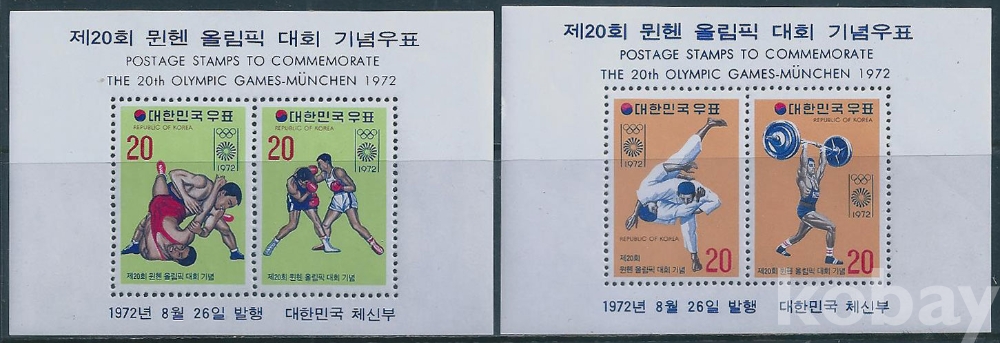 제20회 뮌헨 올림픽 대회 기념우표
POSTAGE STAMPS TO COMMEMORATE
THE 20th OLYMPIC GAMES-MÜNCHEN 1972
대한민국우표
REPUBLIC OF KOREA
20
1972
제20회 뮌헨 올림픽 대회 기념
대한민국우표
REPUBLIC OF KOREA
20
1972
제20회 뮌헨 올림픽 대회 기념
1972년 8월 26일 발행 대한민국 체신부
제20회 뮌헨 올림픽 대회 기념우표
POSTAGE STAMPS TO COMMEMORATE
THE 20th OLYMPIC GAMES-MÜNCHEN 1972
대한민국우표
1972
REPUBLIC OF KOREA
20
제20회 뮌헨 올림픽 대회 기념
대한민국우표
REPUBLIC OF KOREA
1972
20
제20회 뮌헨 올림픽 대회 기념
1972년 8월 26일 발행 대한민국 체신부
kobay